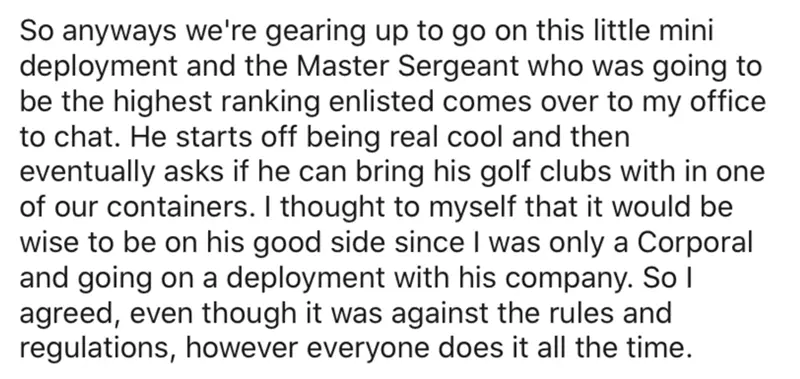 So anyways we're gearing up to go on this little mini
deployment and the Master Sergeant who was going to
be the highest ranking enlisted comes over to my office
to chat. He starts off being real cool and then
eventually asks if he can bring his golf clubs with in one
of our containers. I thought to myself that it would be
wise to be on his good side since I was only a Corporal
and going on a deployment with his company. So I
agreed, even though it was against the rules and
regulations, however everyone does it all the time.